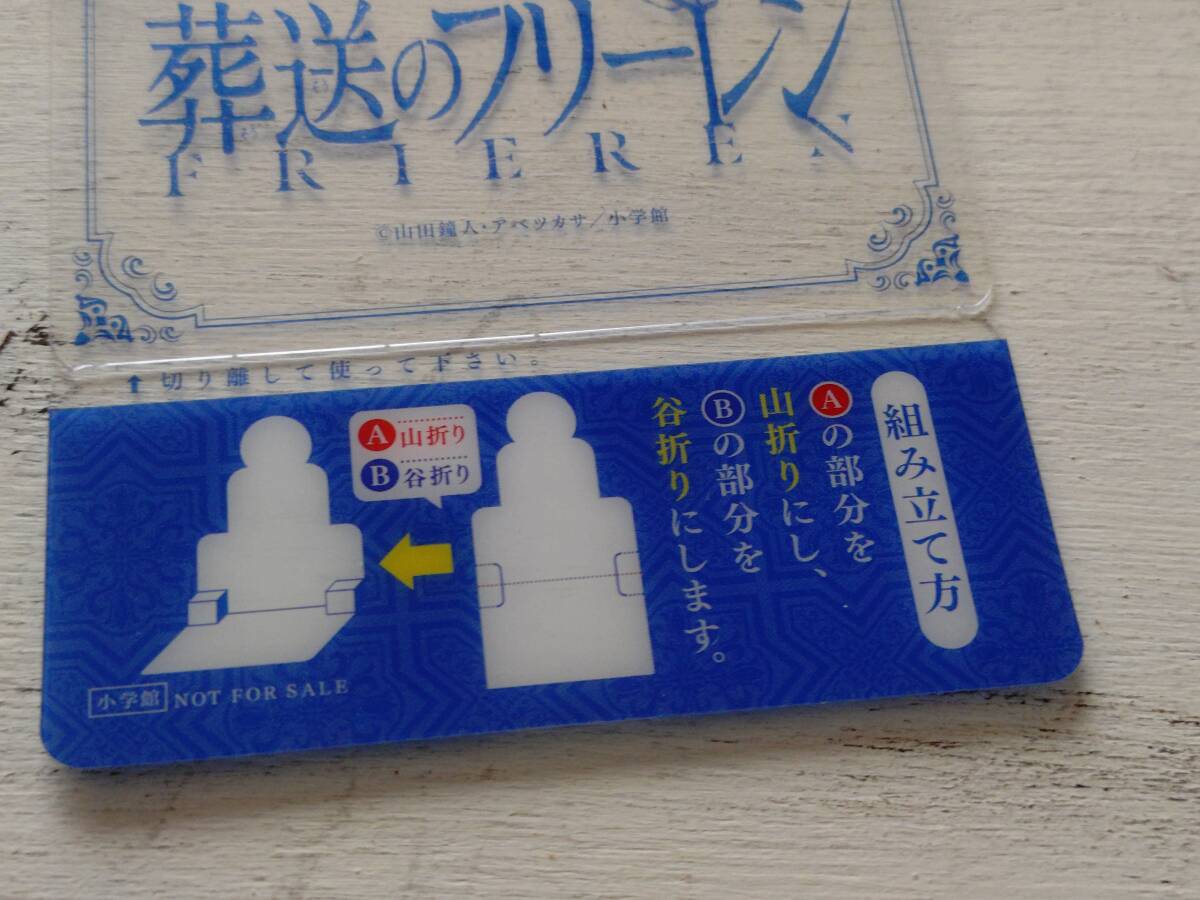 葬送のフリーレン
FRIEREN
©山田鐘人・アベツカサ／小学館
⬆切り離して使って下さい。
組み立て方
Ⓐの部分を
山折りにし、
Ⓑの部分を
谷折りにします。
Ⓐ山折り
Ⓑ谷折り
小学館 NOT FOR SALE